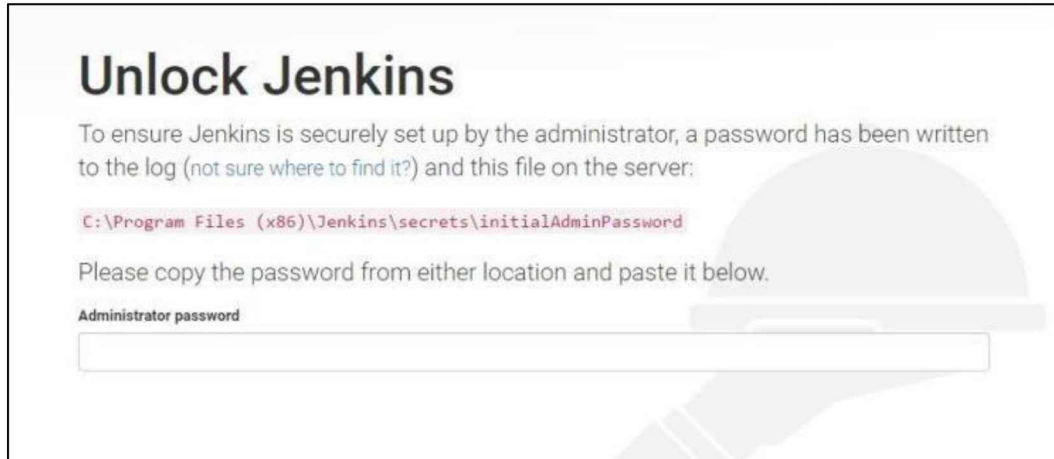 Unlock Jenkins
To ensure Jenkins is securely set up by the administrator, a password has been written
to the log (not sure where to find it?) and this file on the server:
C:\Program Files (x86)\Jenkins\secrets\initialAdminPassword
Please copy the password from either location and paste it below.
Administrator password